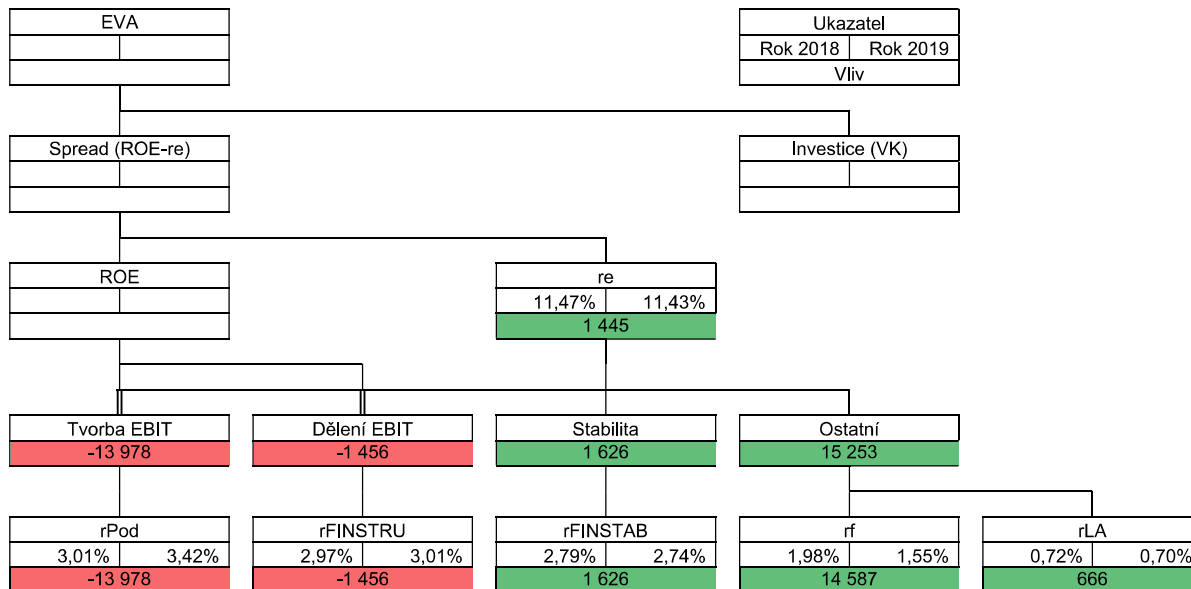 EVA
Ukazatel
Rok 2018 Rok 2019
Vliv
Spread (ROE-re)
Investice (VK)
ROE
re
11,47% 11,43%
1 445
Tvorba EBIT
Dělení EBIT
Stabilita
Ostatní
-13 978
-1 456
1 626
15 253
rPod
rFINSTRU
rFINSTAB
rf
rLA
3,01% 3,42%
2,97% 3,01%
2,79% 2,74%
1,98% 1,55%
0,72% 0,70%
-13 978
-1 456
1 626
14 587
666